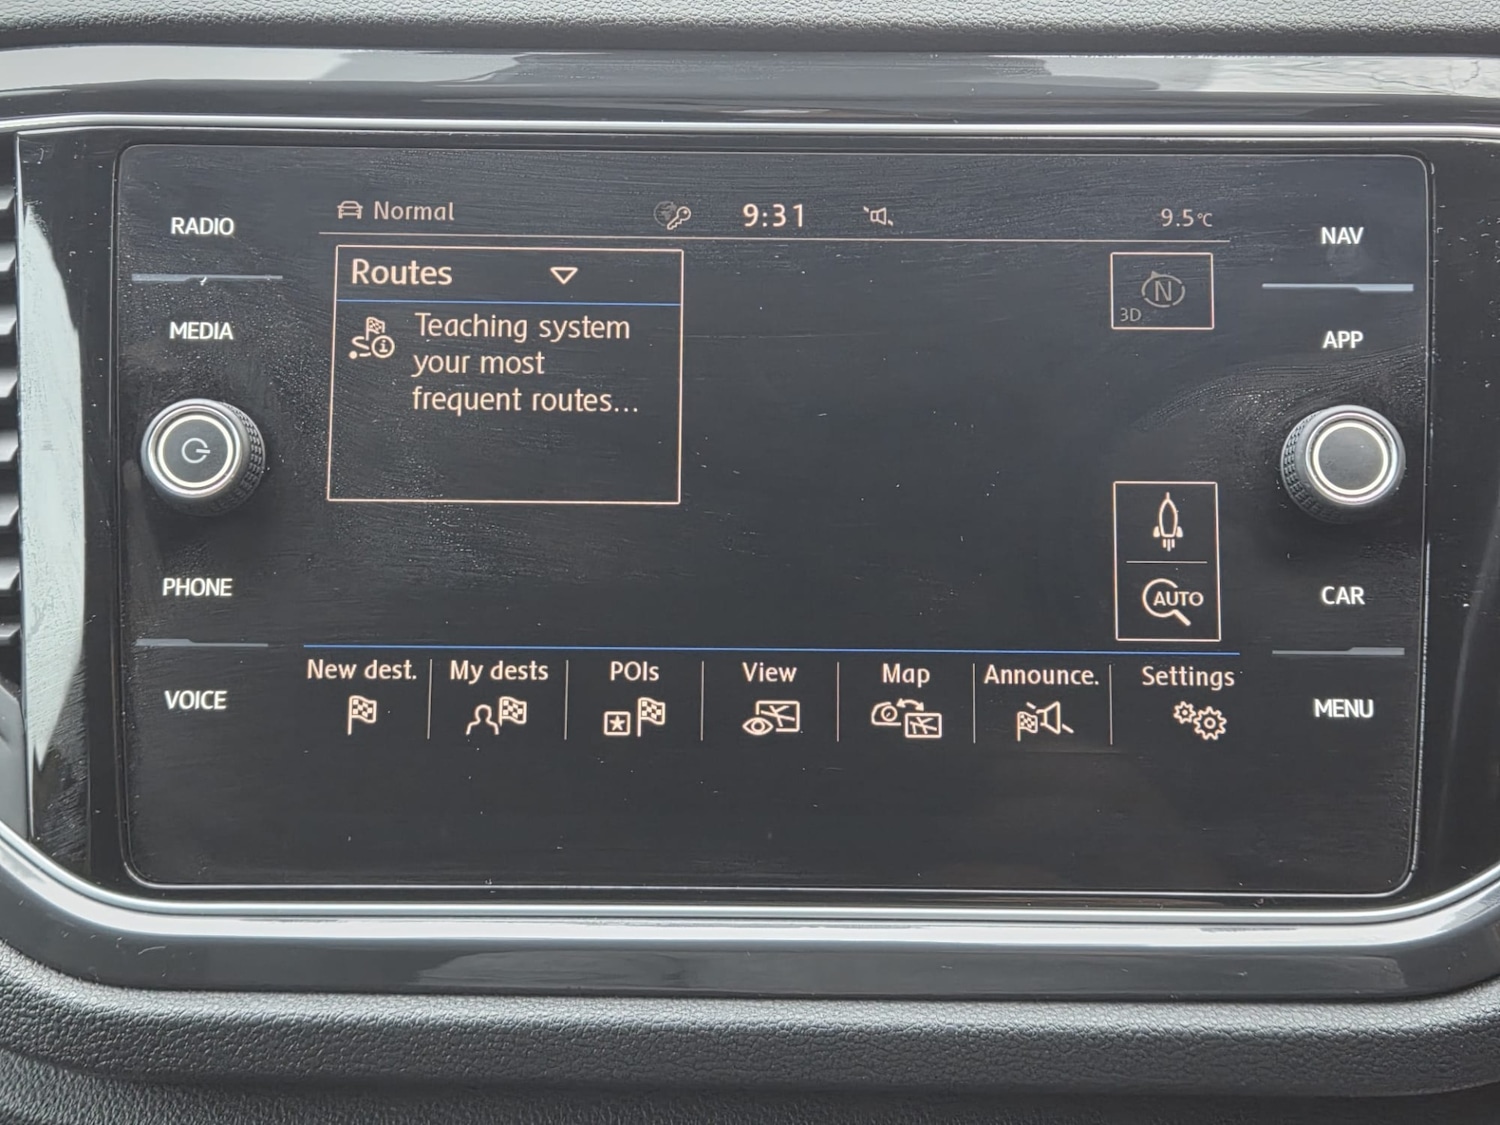 RADIO
MEDIA
PHONE
VOICE
Normal
9:31
9.5°C
Routes
Teaching system
your most
frequent routes...
N
3D
AUTO
New dest.
My dests
POIs
View
Map
Announce.
Settings
NAV
APP
CAR
MENU